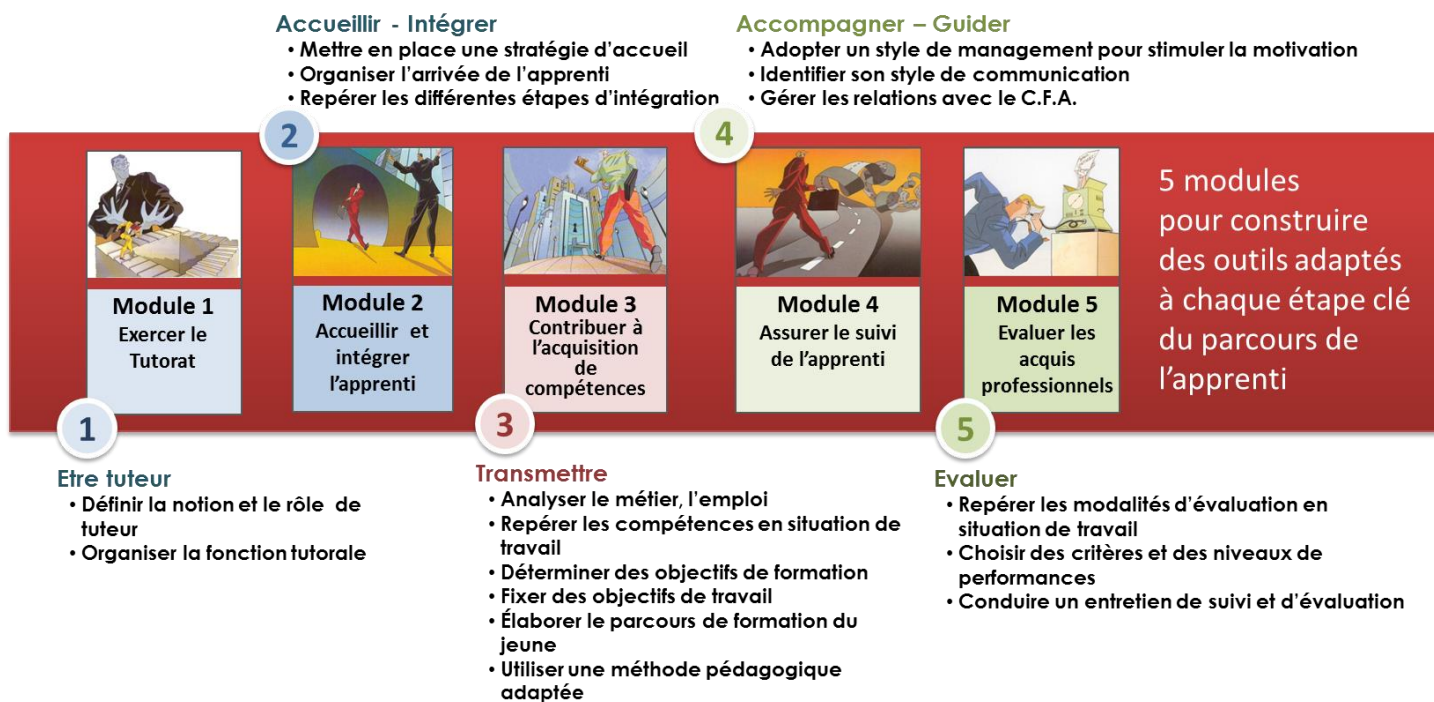 Accueillir - Intégrer
• Mettre en place une stratégie d’accueil
• Organiser l’arrivée de l’apprenti
• Repérer les différentes étapes d’intégration
Accompagner – Guider
• Adopter un style de management pour stimuler la motivation
• Identifier son style de communication
• Gérer les relations avec le C.F.A.
2
4
Module 1
Exercer le
Tutorat
Module 2
Accueillir et
intégrer
l’apprenti
Module 3
Contribuer à
l’acquisition
de
compétences
Module 4
Assurer le suivi
de l’apprenti
Module 5
Evaluer les
acquis
professionnels
5 modules
pour construire
des outils adaptés
à chaque étape clé
du parcours de
l’apprenti
1
Etre tuteur
• Définir la notion et le rôle de
tuteur
• Organiser la fonction tutorale
3
Transmettre
• Analyser le métier, l’emploi
• Repérer les compétences en situation de
travail
• Déterminer des objectifs de formation
• Fixer des objectifs de travail
• Élaborer le parcours de formation du
jeune
• Utiliser une méthode pédagogique
adaptée
5
Evaluer
• Repérer les modalités d’évaluation en
situation de travail
• Choisir des critères et des niveaux de
performances
• Conduire un entretien de suivi et d’évaluation